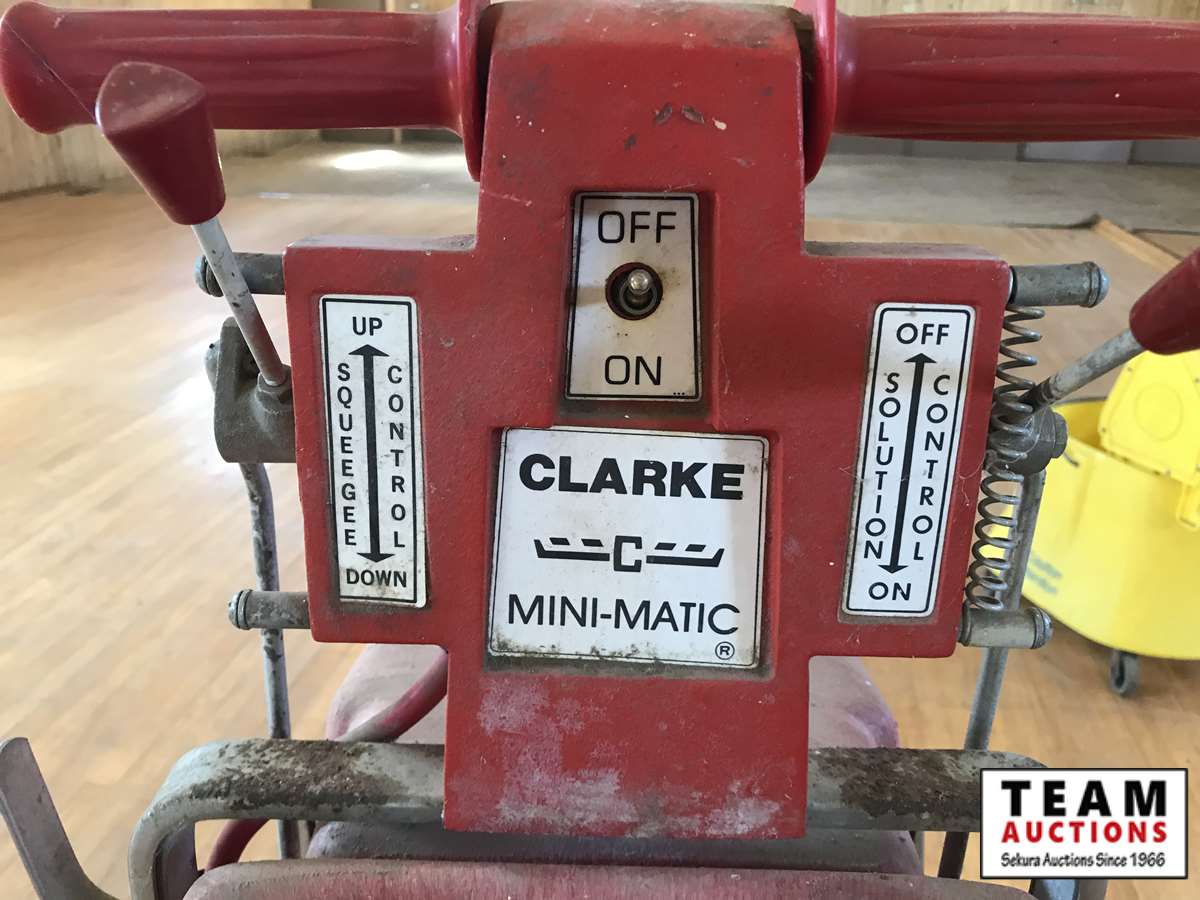 OFF
ON
UP
SQUEEGEE CONTROL
DOWN
OFF
SOLUTION CONTROL
ON
CLARKE
C
MINI-MATIC
®
TEAM
AUCTIONS
Sekura Auctions Since 1966